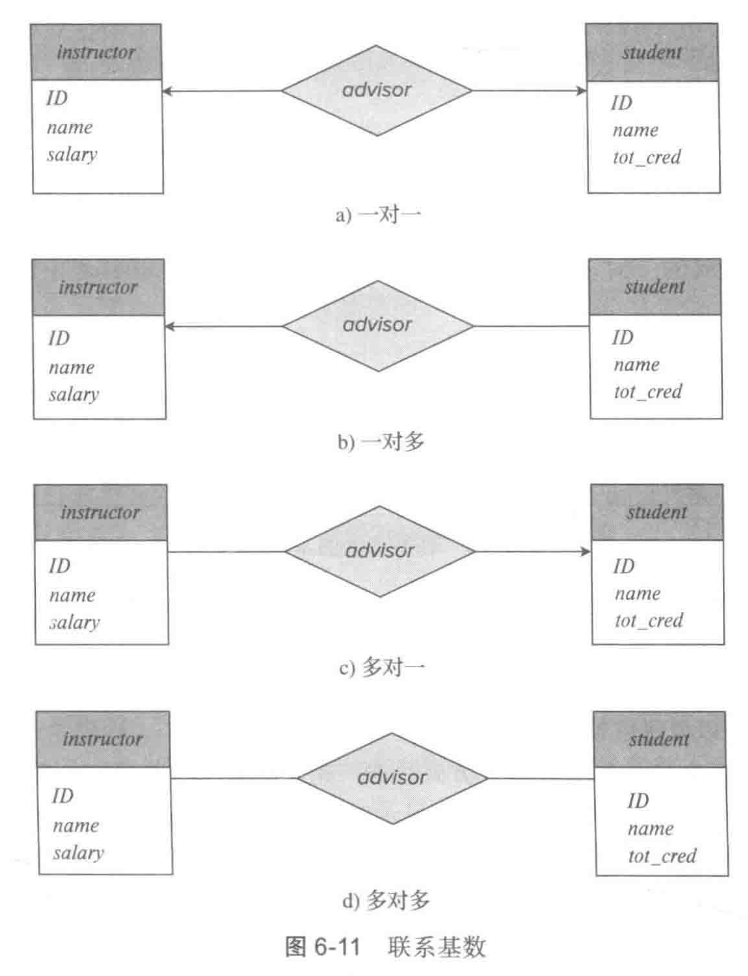 instructor advisor student
ID ID
name name
salary tot_cred
a) 一对一
instructor advisor student
ID ID
name name
salary tot_cred
b) 一对多
instructor advisor student
ID ID
name name
salary tot_cred
c) 多对一
instructor advisor student
ID ID
name name
salary tot_cred
d) 多对多
图 6-11 联系基数